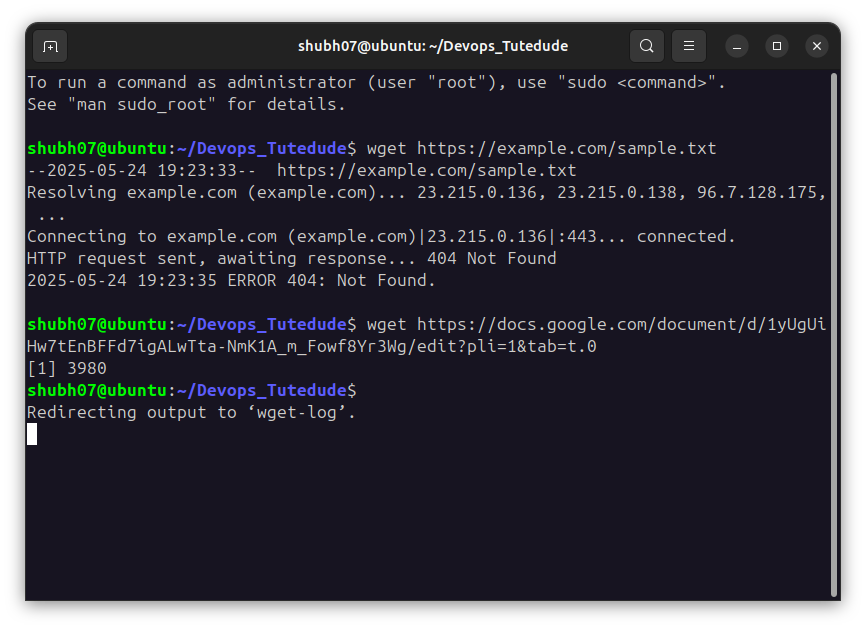 shubh07@ubuntu: ~/Devops_Tutedude
To run a command as administrator (user "root"), use "sudo <command>".
See "man sudo_root" for details.
shubh07@ubuntu:~/Devops_Tutedude$ wget https://example.com/sample.txt
--2025-05-24 19:23:33--  https://example.com/sample.txt
Resolving example.com (example.com)... 23.215.0.136, 23.215.0.138, 96.7.128.175,
 ...
Connecting to example.com (example.com)|23.215.0.136|:443... connected.
HTTP request sent, awaiting response... 404 Not Found
2025-05-24 19:23:35 ERROR 404: Not Found.
shubh07@ubuntu:~/Devops_Tutedude$ wget https://docs.google.com/document/d/1yUgUi
Hw7tEnBFFd7igALwTta-NmK1A_m_Fowf8Yr3Wg/edit?pli=1&tab=t.0
[1] 3980
shubh07@ubuntu:~/Devops_Tutedude$
Redirecting output to ‘wget-log’.